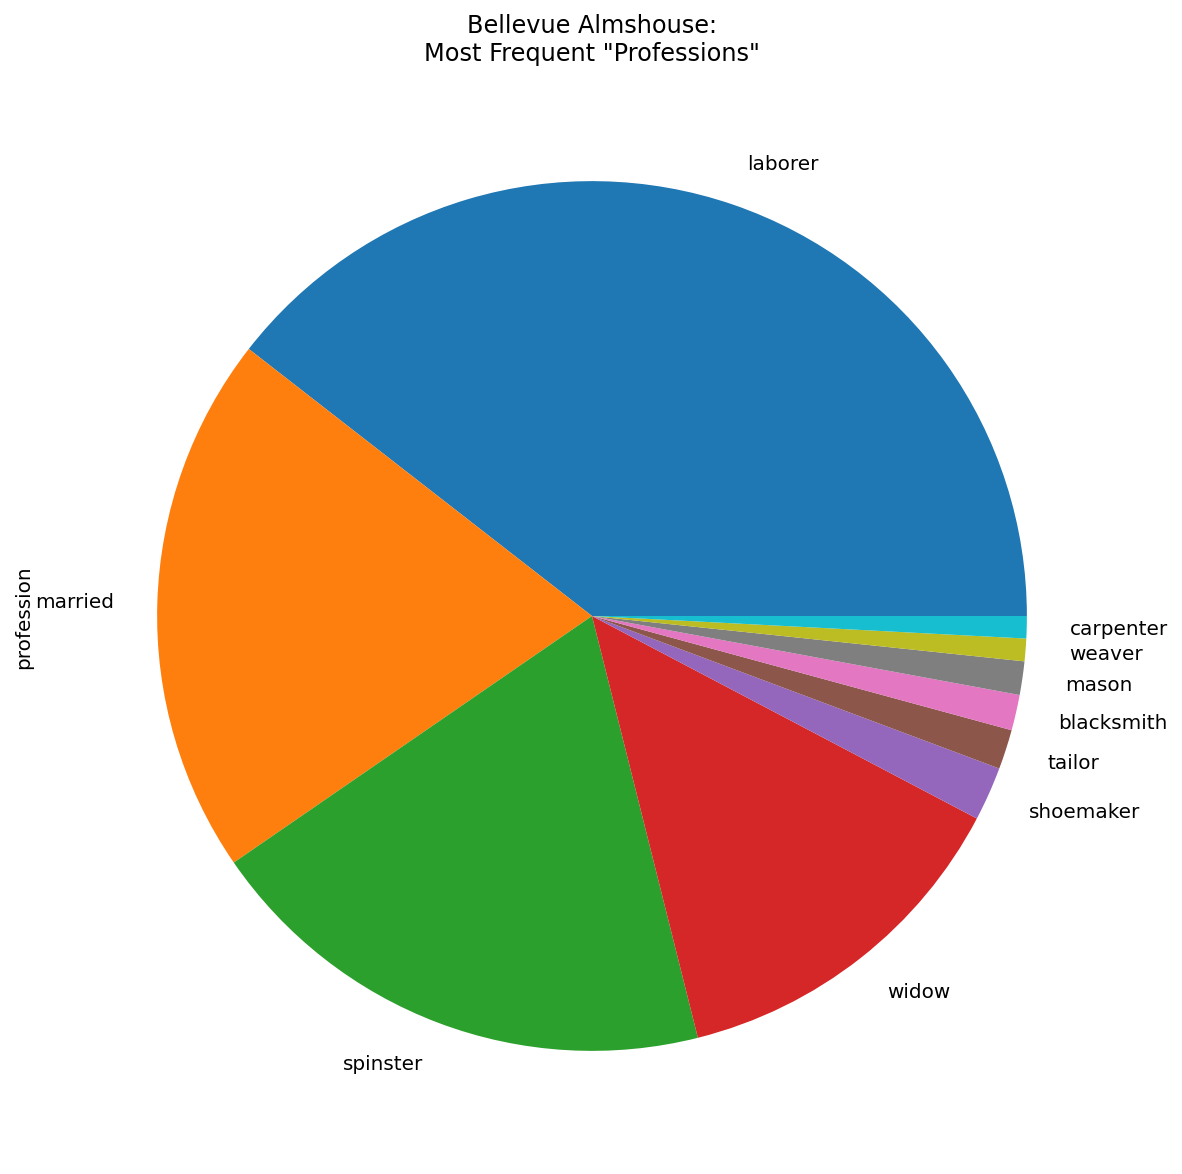 Bellevue Almshouse:
Most Frequent "Professions"
laborer
married
profession
carpenter
weaver
mason
blacksmith
tailor
shoemaker
widow
spinster